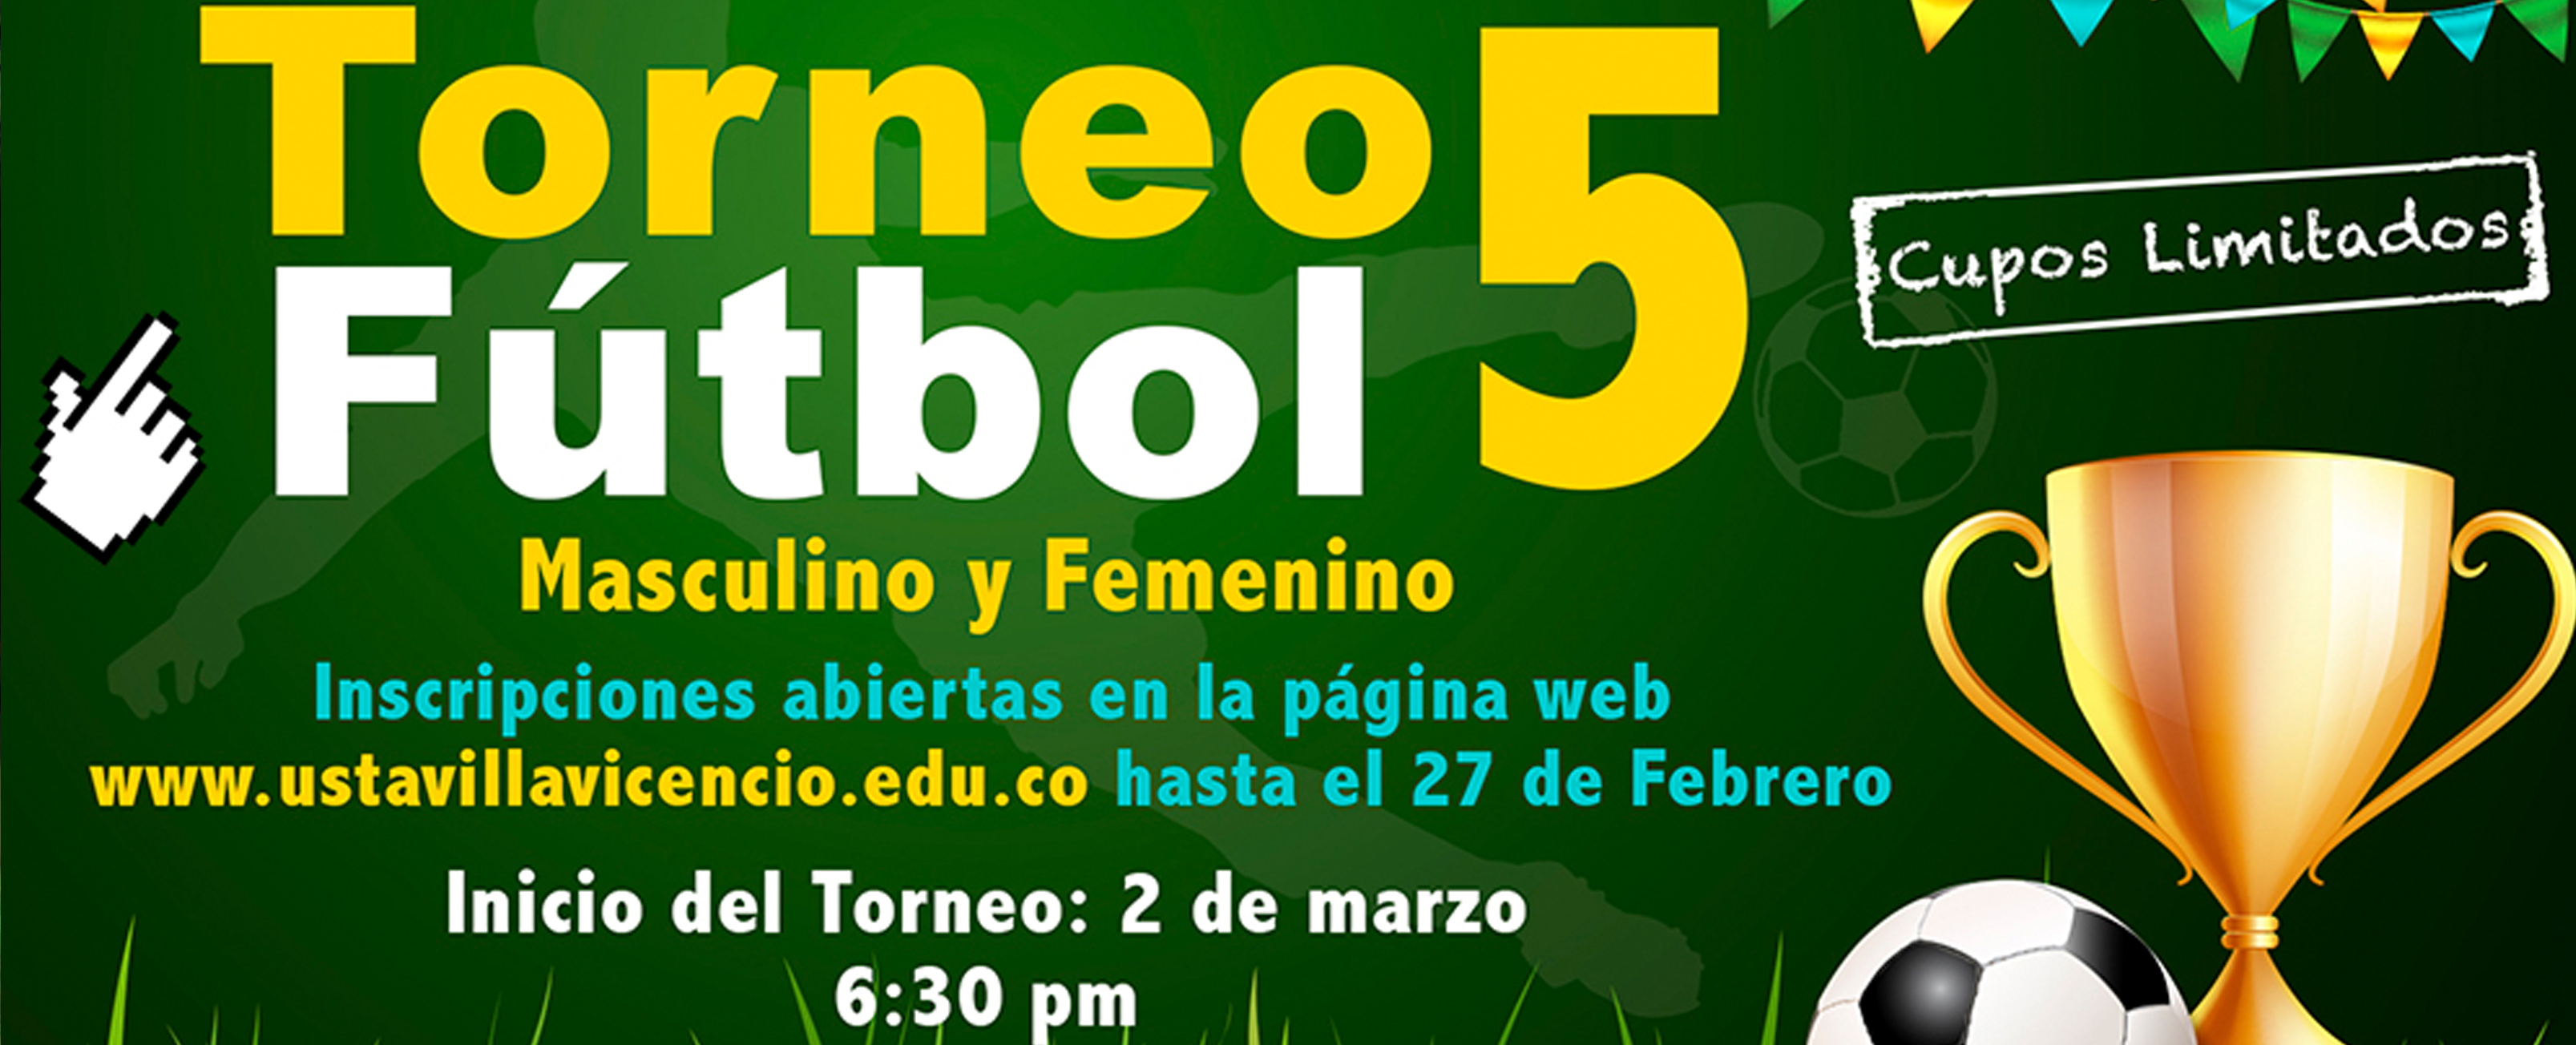 Torneo 5
Fútbol
Cupos Limitados
Masculino y Femenino
Inscripciones abiertas en la página web
www.ustavillavicencio.edu.co hasta el 27 de Febrero
Inicio del Torneo: 2 de marzo
6:30 pm